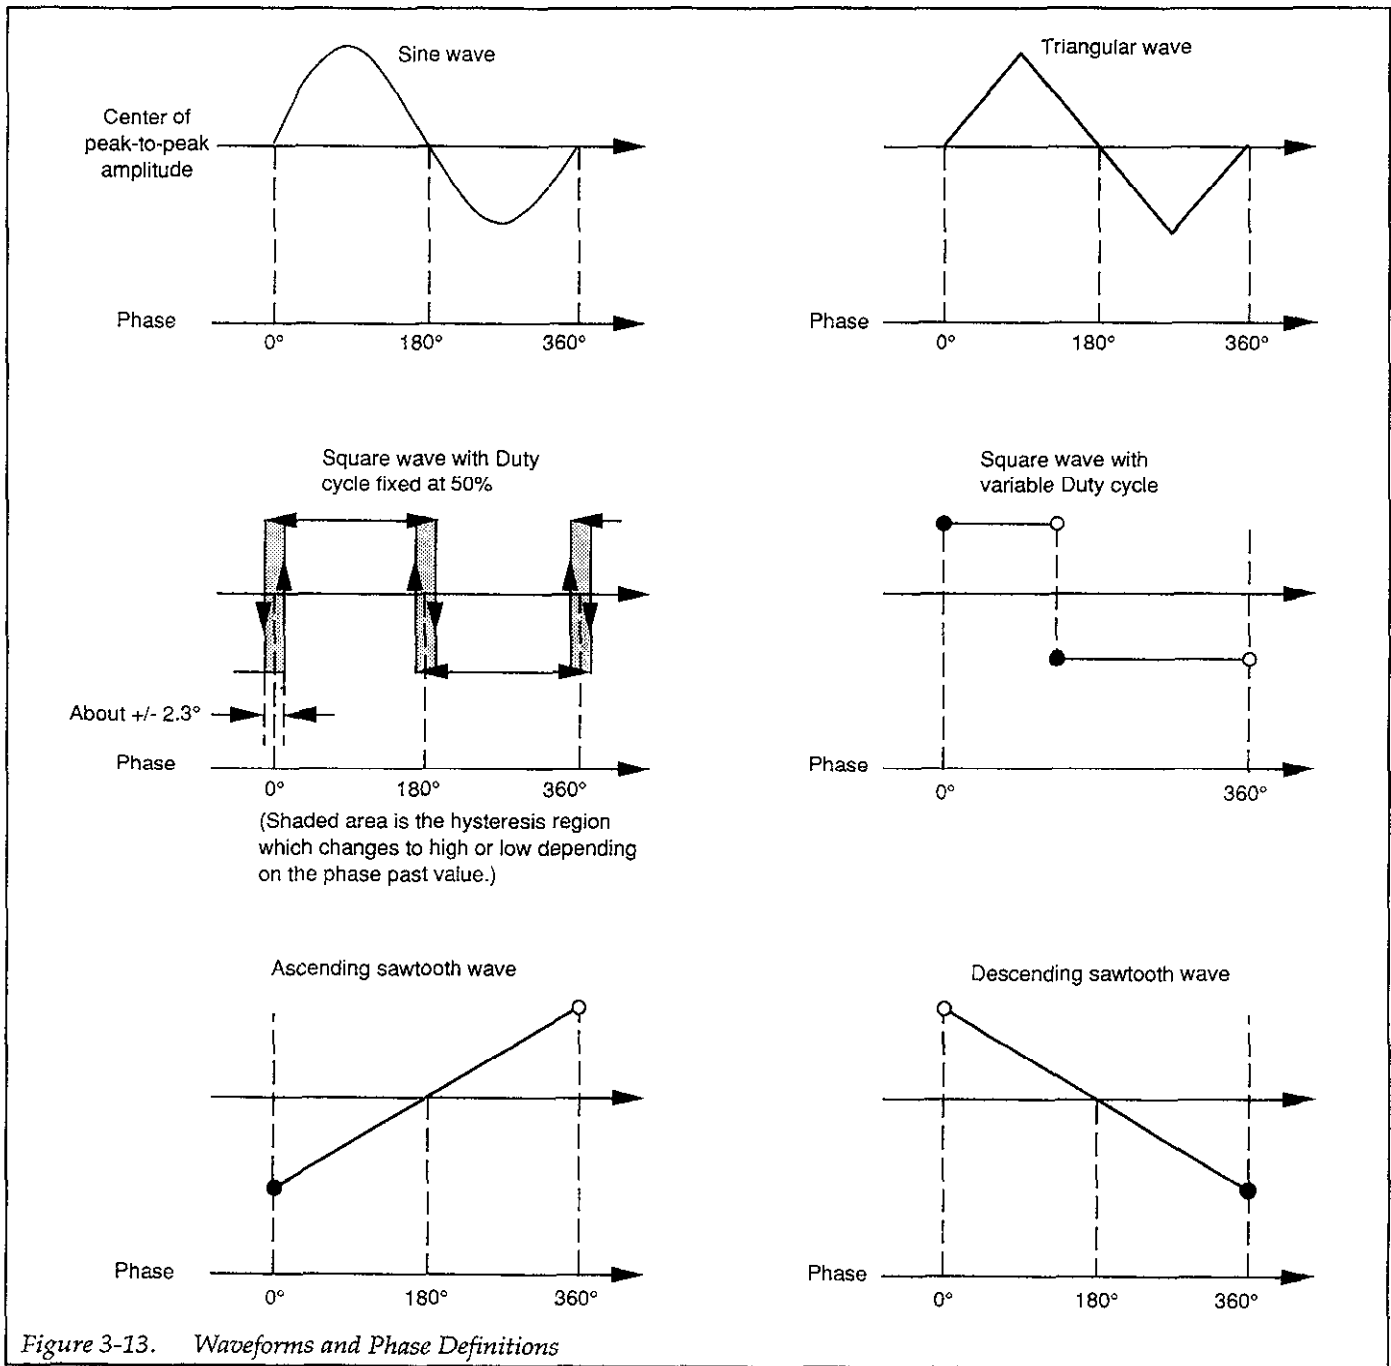 Sine wave
Center of
peak-to-peak
amplitude
Phase
0°
180°
360°
Triangular wave
Phase
0°
180°
360°
Square wave with Duty
cycle fixed at 50%
About +/- 2.3°
Phase
0°
180°
360°
(Shaded area is the hysteresis region
which changes to high or low depending
on the phase past value.)
Square wave with
variable Duty cycle
Phase
0°
360°
Ascending sawtooth wave
Phase
0°
180°
360°
Descending sawtooth wave
Phase
0°
180°
360°
Figure 3-13. Waveforms and Phase Definitions